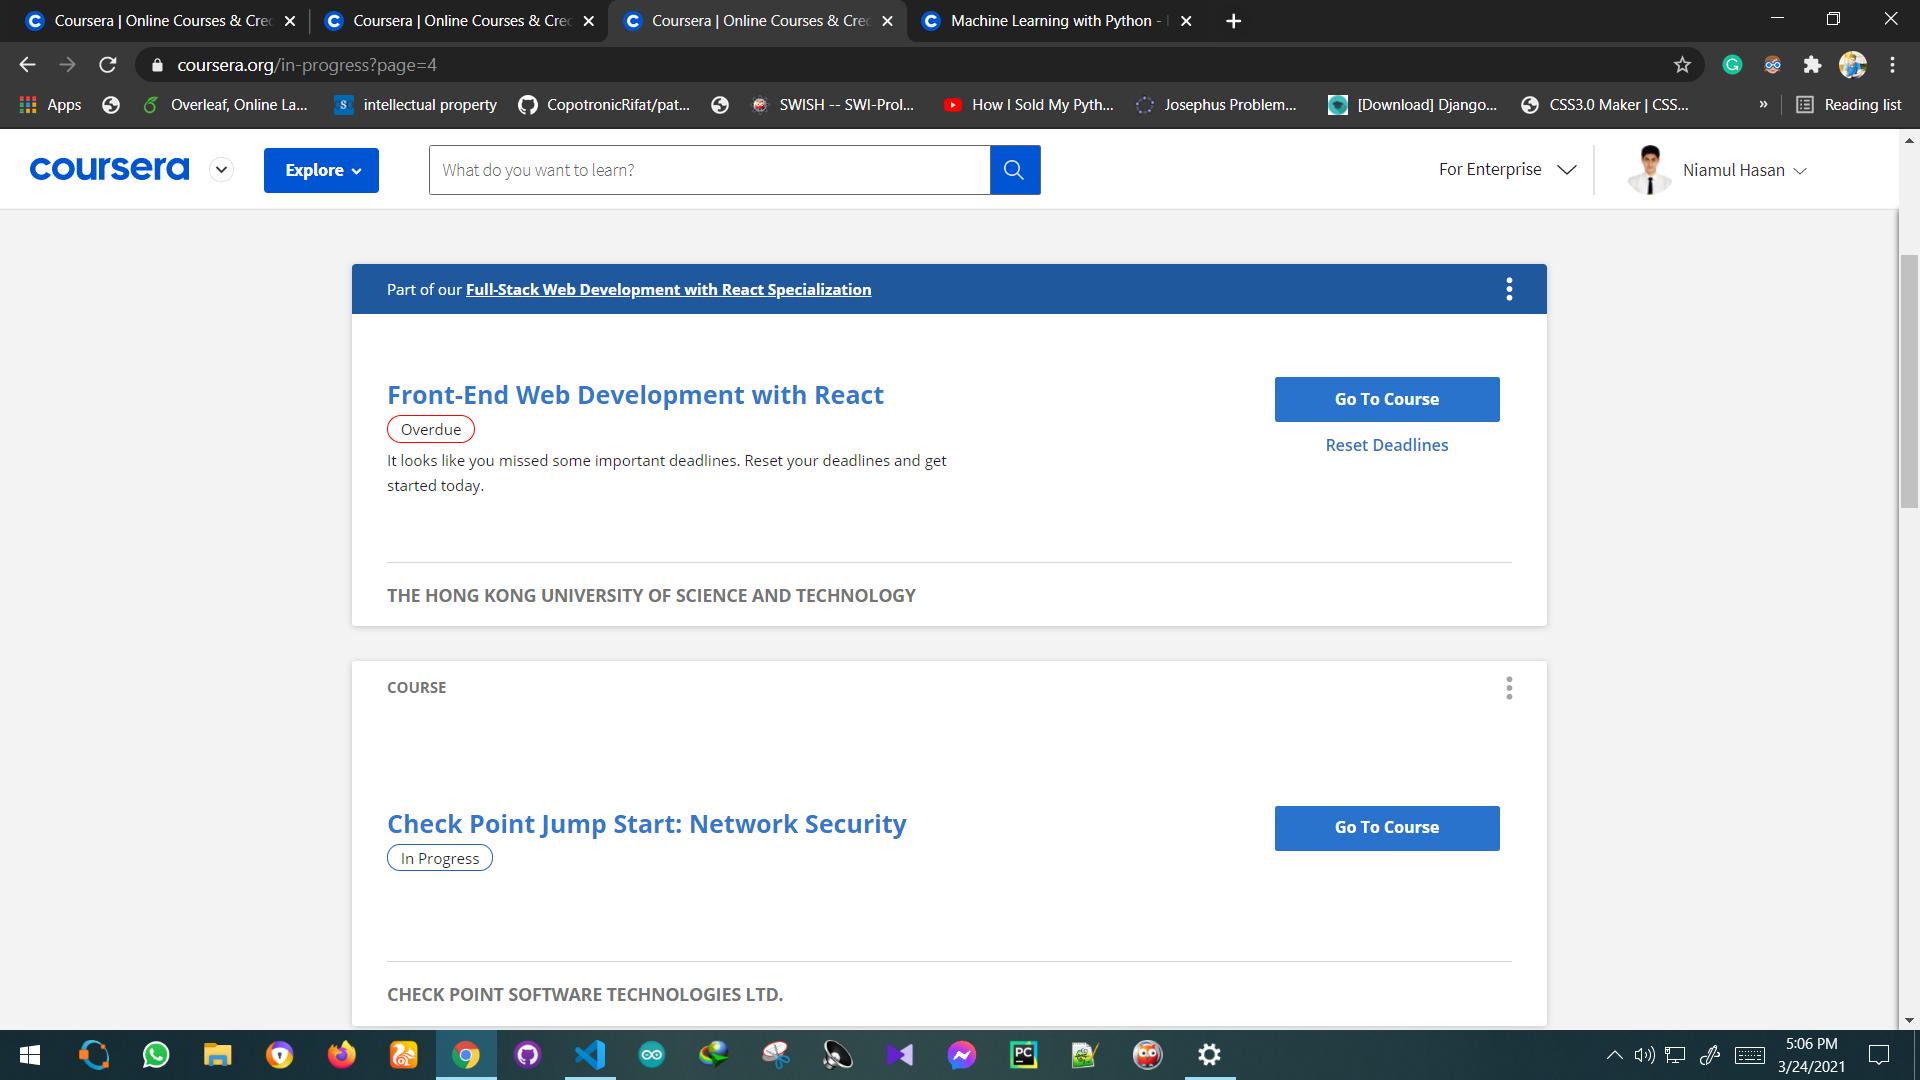 Coursera | Online Courses & Cre
Coursera | Online Courses & Cre
Coursera | Online Courses & Cre
Machine Learning with Python -
coursera.org/in-progress?page=4
Apps
Overleaf, Online La...
intellectual property
CopotronicRifat/pat...
SWISH -- SWI-Prol...
How I Sold My Pyth...
Josephus Problem...
[Download] Django...
CSS3.0 Maker | CSS...
»
Reading list
coursera
Explore
What do you want to learn?
For Enterprise
Niamul Hasan
Part of our Full-Stack Web Development with React Specialization
Front-End Web Development with React
Go To Course
Overdue
Reset Deadlines
It looks like you missed some important deadlines. Reset your deadlines and get
started today.
THE HONG KONG UNIVERSITY OF SCIENCE AND TECHNOLOGY
COURSE
Check Point Jump Start: Network Security
Go To Course
In Progress
CHECK POINT SOFTWARE TECHNOLOGIES LTD.
5:06 PM
3/24/2021